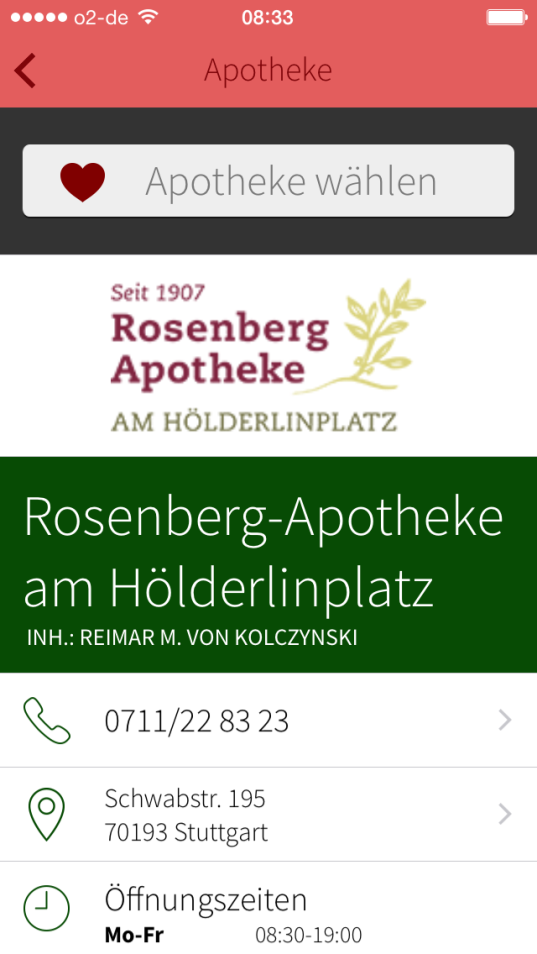 o2-de 08:33
Apotheke
Apotheke wählen
Seit 1907
Rosenberg
Apotheke
AM HÖLDERLINPLATZ
Rosenberg-Apotheke
am Hölderlinplatz
INH.: REIMAR M. VON KOLCZYNSKI
0711/22 83 23
Schwabstr. 195
70193 Stuttgart
Öffnungszeiten
Mo-Fr 08:30-19:00